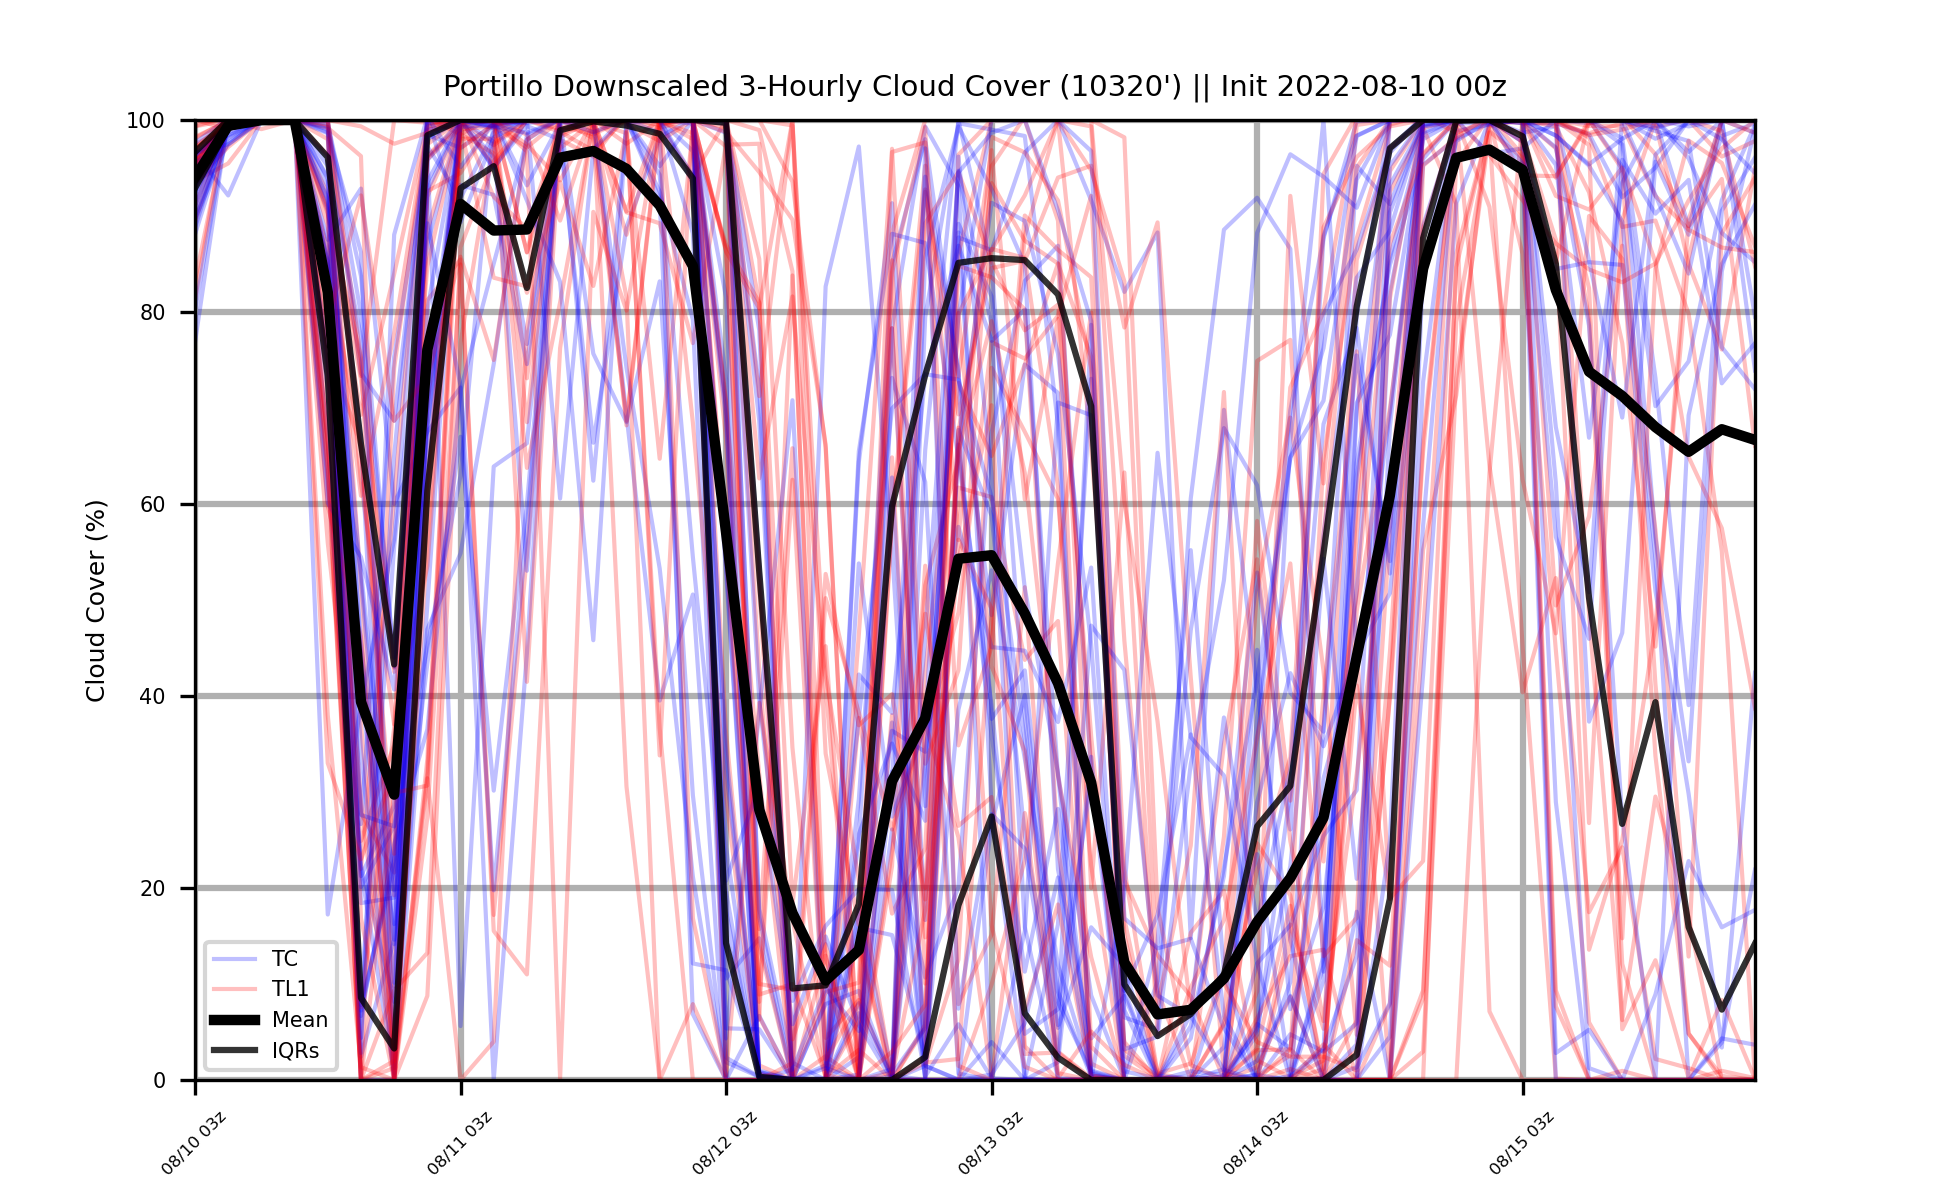 Portillo Downscaled 3-Hourly Cloud Cover (10320') || Init 2022-08-10 00z
Cloud Cover (%)
100
80
60
40
20
0
TC
TL1
Mean
IQRs
08/10 03z
08/11 03z
08/12 03z
08/13 03z
08/14 03z
08/15 03z